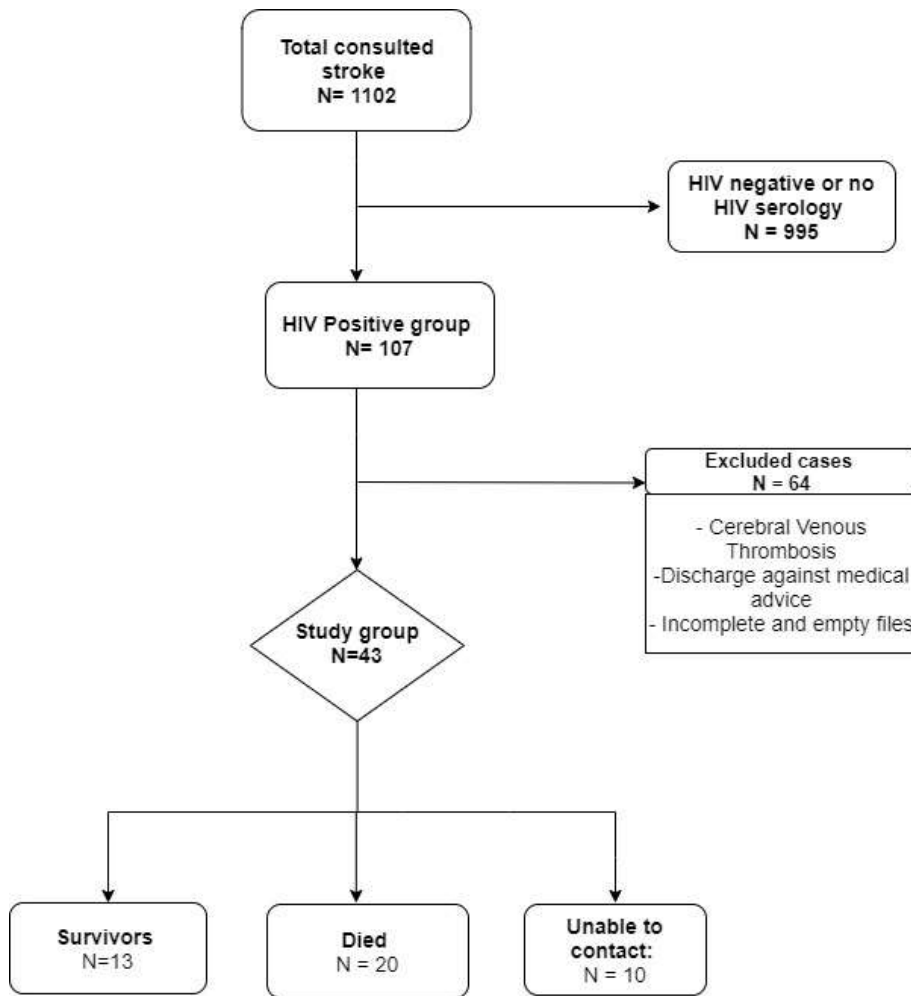 Total consulted
stroke
N= 1102
HIV negative or no
HIV serology
N = 995
HIV Positive group
N= 107
Excluded cases
N = 64
- Cerebral Venous
Thrombosis
-Discharge against medical
advice
- Incomplete and empty files
Study group
N=43
Survivors
N=13
Died
N = 20
Unable to
contact:
N = 10